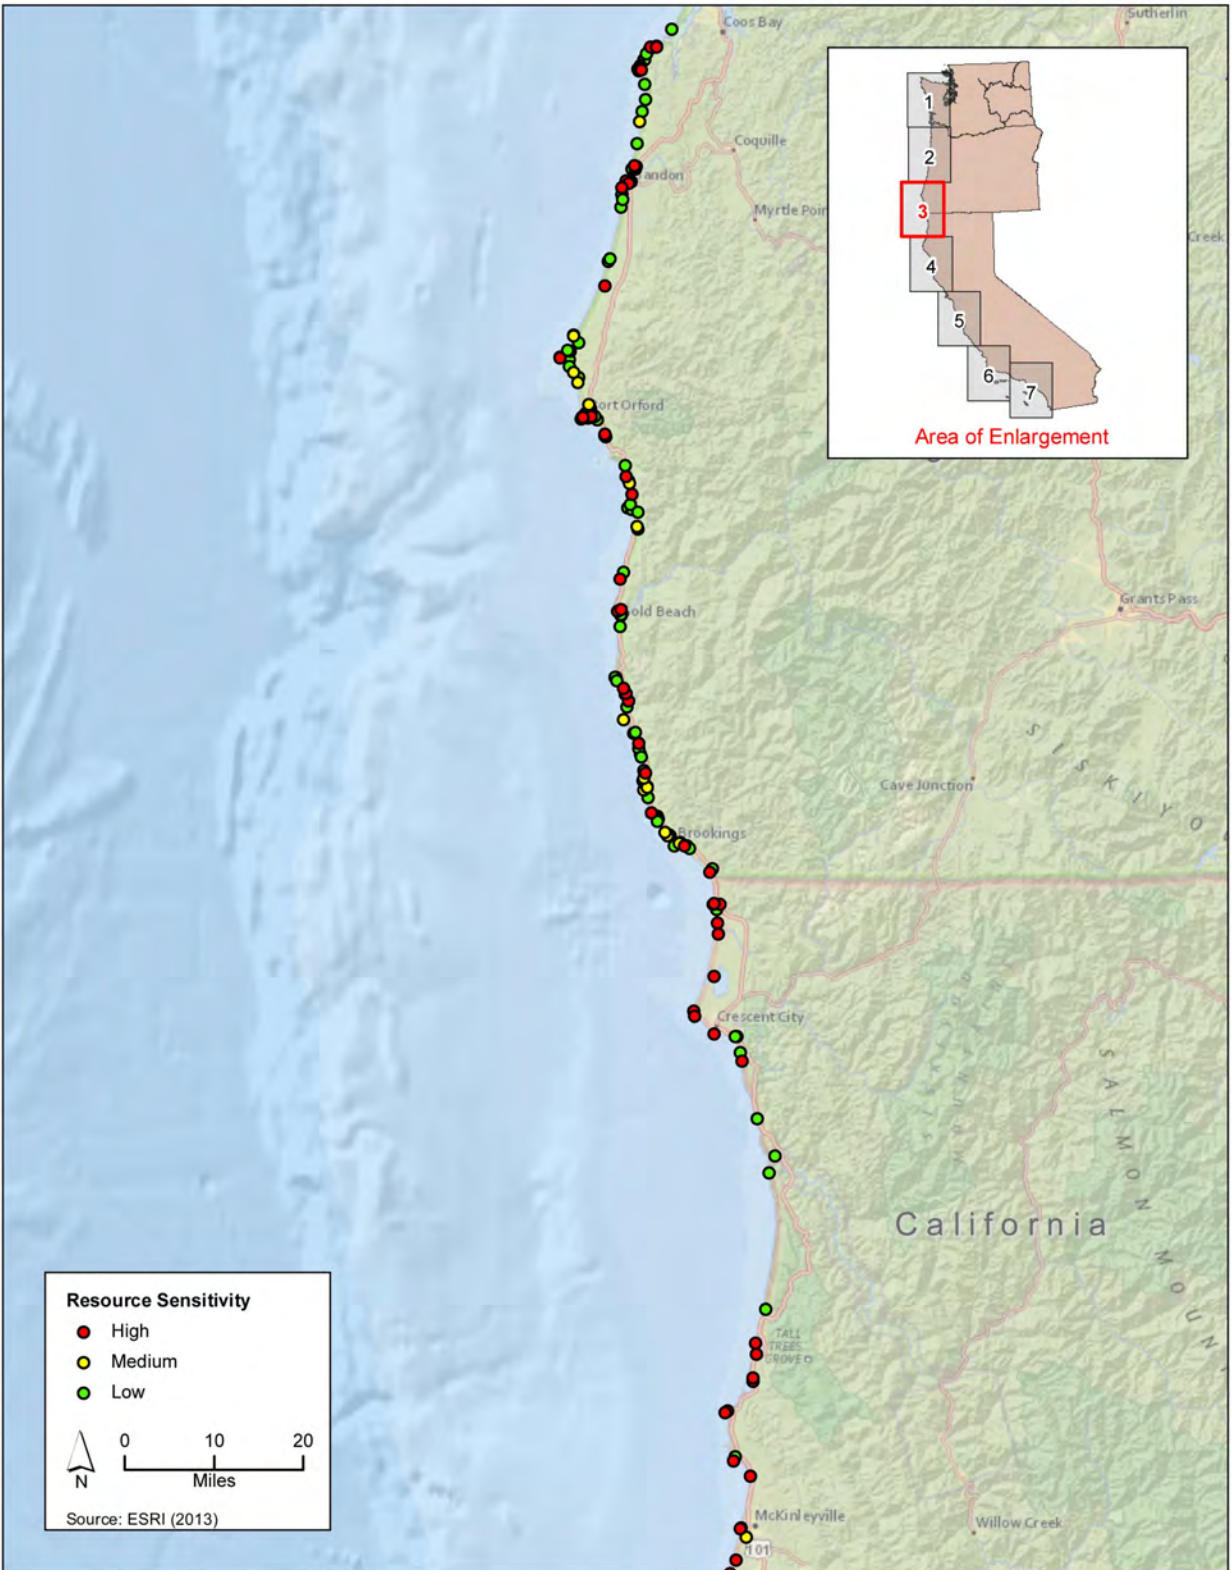 Coos Bay
Sutherlin
Coquille
andon
Myrtle Poin
Creek
1
2
3
4
5
6
7
Area of Enlargement
ort Orford
Grants Pass
old Beach
S I S K I Y O
Cave Junction
Brookings
Crescent City
S A L M O N M O U N
California
Resource Sensitivity
High
Medium
Low
0 10 20
N
Miles
Source: ESRI (2013)
TALL
TREES
GROVE
McKinleyville
101
Willow Creek